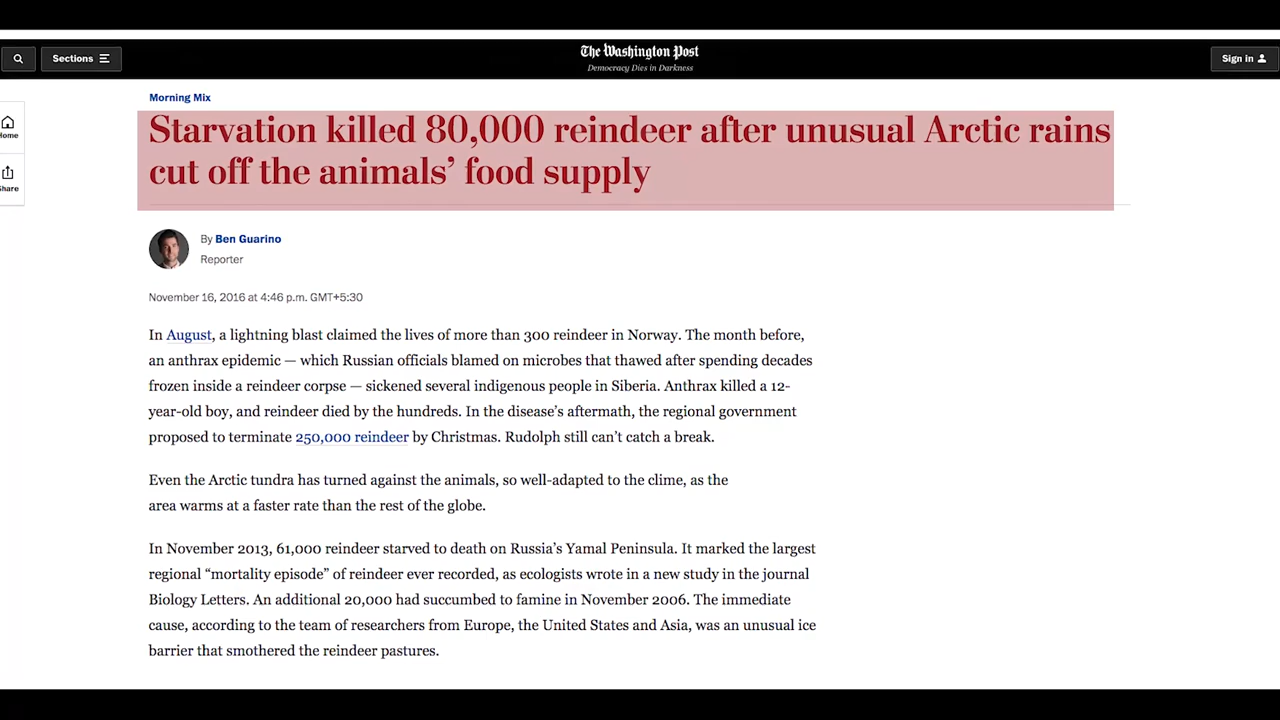 Sections
The Washington Post
Democracy Dies in Darkness
Sign in
Home
Share
Morning Mix
Starvation killed 80,000 reindeer after unusual Arctic rains
cut off the animals’ food supply
By Ben Guarino
Reporter
November 16, 2016 at 4:46 p.m. GMT+5:30
In August, a lightning blast claimed the lives of more than 300 reindeer in Norway. The month before,
an anthrax epidemic — which Russian officials blamed on microbes that thawed after spending decades
frozen inside a reindeer corpse — sickened several indigenous people in Siberia. Anthrax killed a 12-
year-old boy, and reindeer died by the hundreds. In the disease’s aftermath, the regional government
proposed to terminate 250,000 reindeer by Christmas. Rudolph still can’t catch a break.
Even the Arctic tundra has turned against the animals, so well-adapted to the clime, as the
area warms at a faster rate than the rest of the globe.
In November 2013, 61,000 reindeer starved to death on Russia’s Yamal Peninsula. It marked the largest
regional “mortality episode” of reindeer ever recorded, as ecologists wrote in a new study in the journal
Biology Letters. An additional 20,000 had succumbed to famine in November 2006. The immediate
cause, according to the team of researchers from Europe, the United States and Asia, was an unusual ice
barrier that smothered the reindeer pastures.